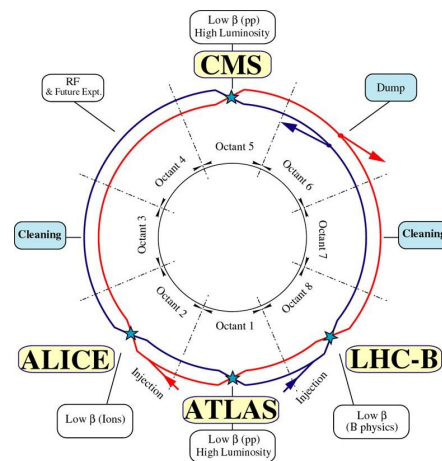 Low β (pp)
High Luminosity
CMS
RF
& Future Expt.
Dump
Octant 5
Octant 4
Octant 6
Cleaning
Octant 3
Octant 7
Cleaning
Octant 2
Octant 8
Octant 1
ALICE
LHC-B
Injection
Injection
ATLAS
Low β (Ions)
Low β
(B physics)
Low β (pp)
High Luminosity